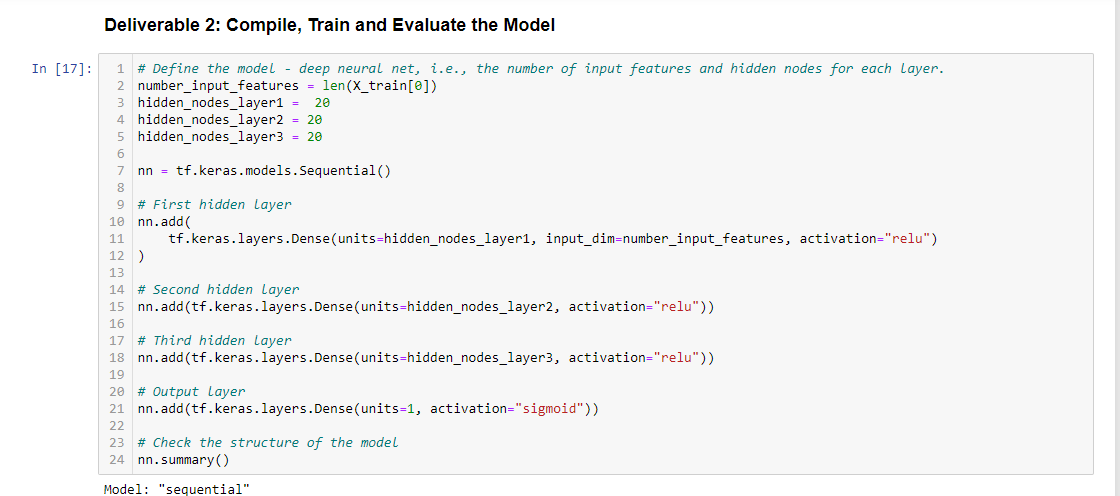 Deliverable 2: Compile, Train and Evaluate the Model
In [17]:
1 # Define the model - deep neural net, i.e., the number of input features and hidden nodes for each layer.
2 number_input_features = len(X_train[0])
3 hidden_nodes_layer1 =  20
4 hidden_nodes_layer2 = 20
5 hidden_nodes_layer3 = 20
6
7 nn = tf.keras.models.Sequential()
8
9 # First hidden layer
10 nn.add(
11     tf.keras.layers.Dense(units=hidden_nodes_layer1, input_dim=number_input_features, activation="relu")
12 )
13
14 # Second hidden layer
15 nn.add(tf.keras.layers.Dense(units=hidden_nodes_layer2, activation="relu"))
16
17 # Third hidden layer
18 nn.add(tf.keras.layers.Dense(units=hidden_nodes_layer3, activation="relu"))
19
20 # Output layer
21 nn.add(tf.keras.layers.Dense(units=1, activation="sigmoid"))
22
23 # Check the structure of the model
24 nn.summary()
Model: "sequential"